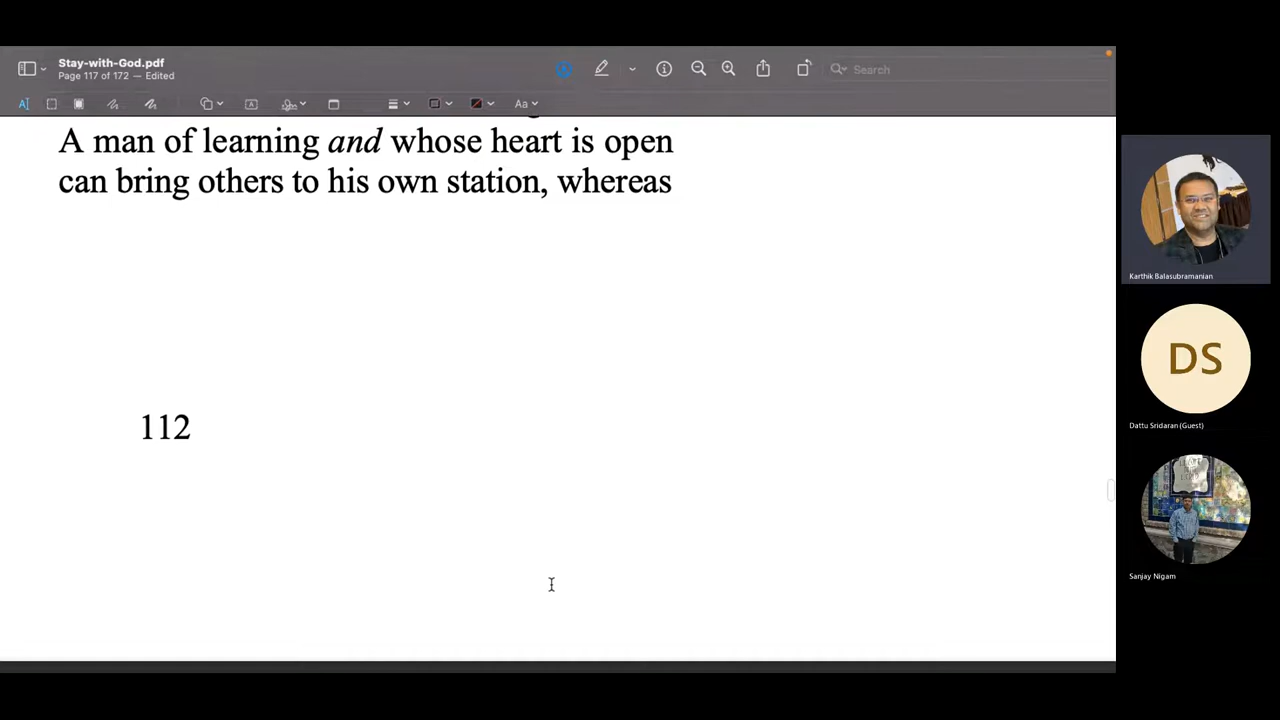 Stay-with-God.pdf
Page 117 of 172 — Edited
Search
Aa
A man of learning and whose heart is open
can bring others to his own station, whereas
112
Karthik Balasubramanian
DS
Dattu Sridaran (Guest)
Sanjay Nigam